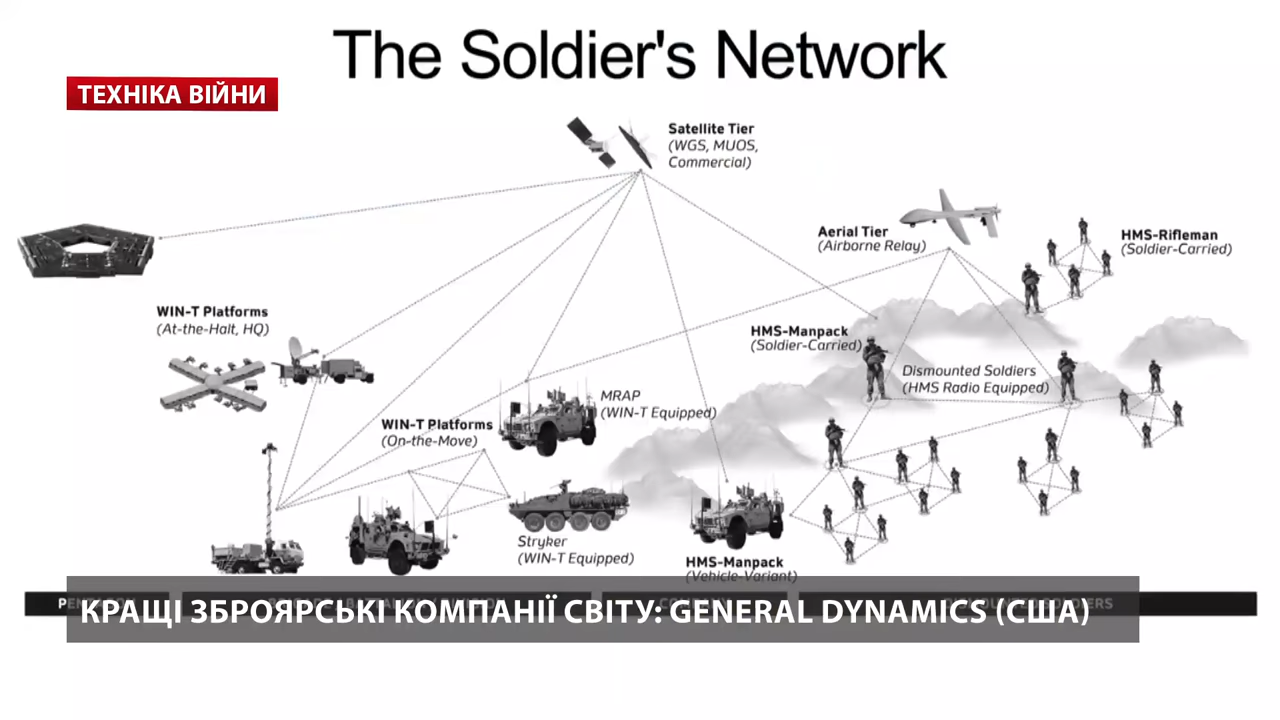 The Soldier's Network
ТЕХНІКА ВІЙНИ
Satellite Tier
(WGS, MUOS,
Commercial)
Aerial Tier
(Airborne Relay)
HMS-Rifleman
(Soldier-Carried)
WIN-T Platforms
(At-the-Halt, HQ)
HMS-Manpack
(Soldier-Carried)
Dismounted Soldiers
(HMS Radio Equipped)
MRAP
(WIN-T Equipped)
WIN-T Platforms
(On-the-Move)
Stryker
(WIN-T Equipped)
HMS-Manpack
(Vehicle-Variant)
КРАЩІ ЗБРОЯРСЬКІ КОМПАНІЇ СВІТУ: GENERAL DYNAMICS (США)